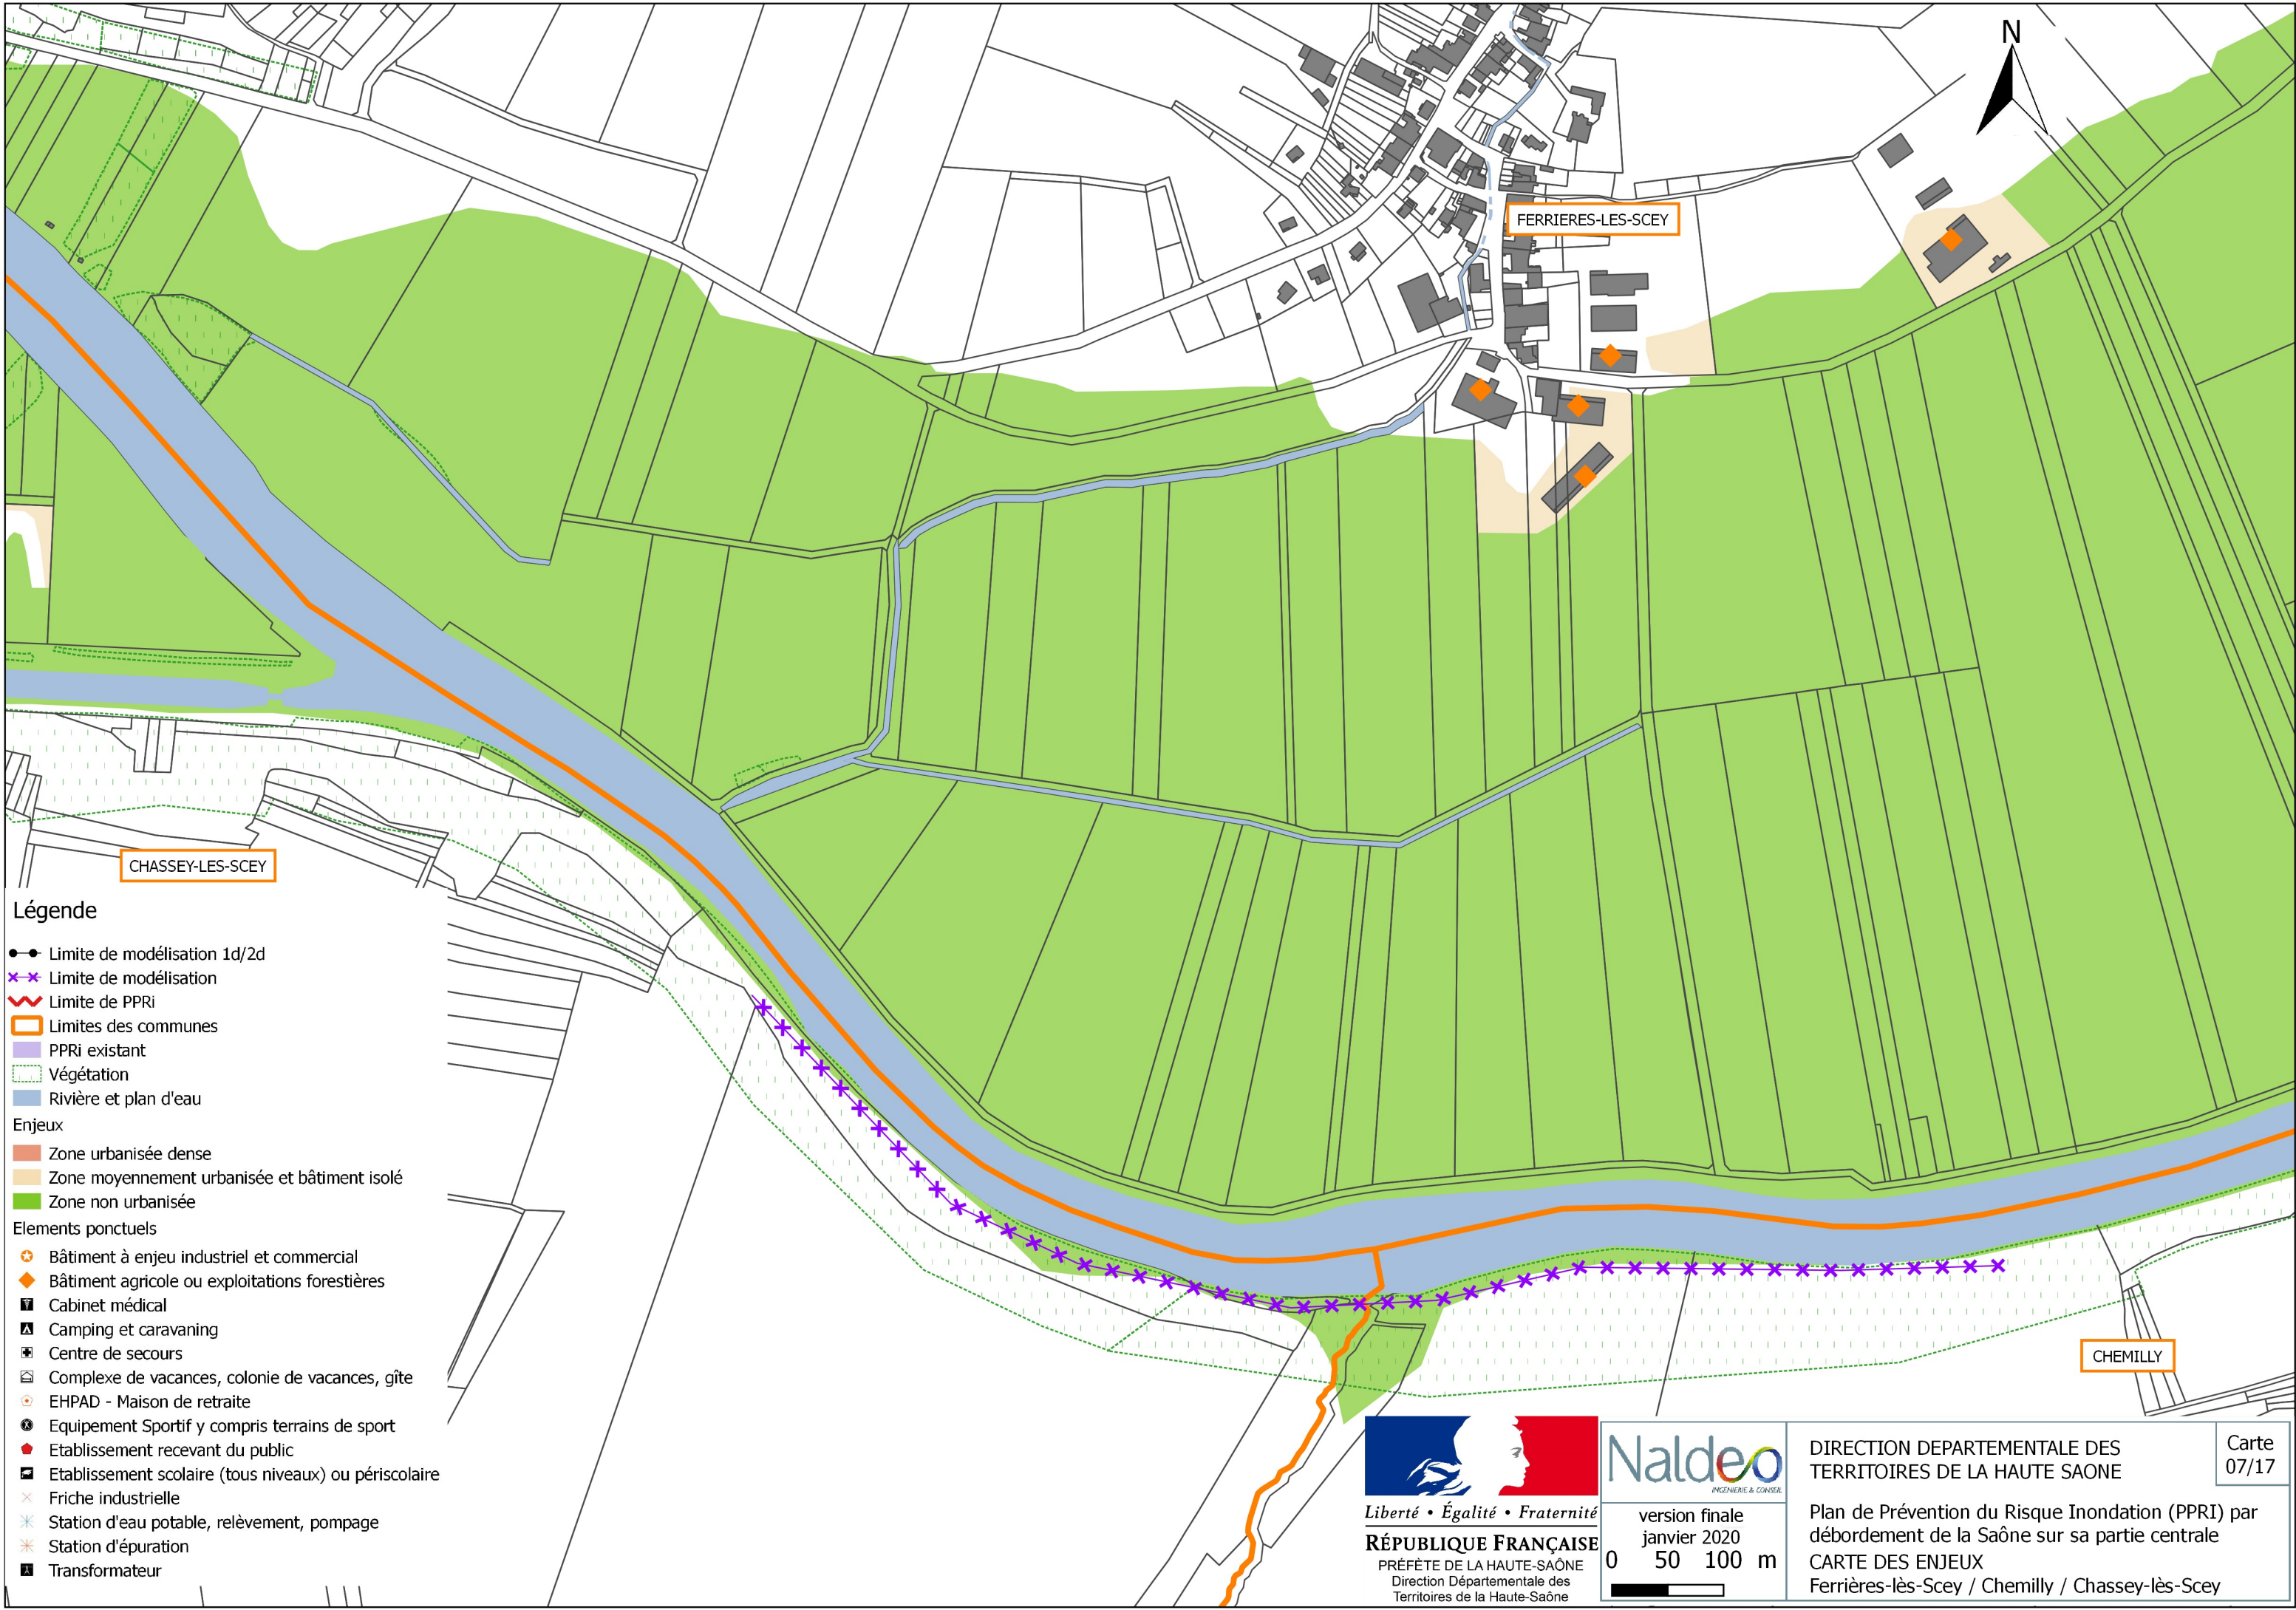 N
FERRIERES-LES-SCEY
CHASSEY-LES-SCEY
CHEMILLY
Légende
Limite de modélisation 1d/2d
Limite de modélisation
Limite de PPRi
Limites des communes
PPRi existant
Végétation
Rivière et plan d'eau
Enjeux
Zone urbanisée dense
Zone moyennement urbanisée et bâtiment isolé
Zone non urbanisée
Elements ponctuels
Bâtiment à enjeu industriel et commercial
Bâtiment agricole ou exploitations forestières
Cabinet médical
Camping et caravaning
Centre de secours
Complexe de vacances, colonie de vacances, gîte
EHPAD - Maison de retraite
Equipement Sportif y compris terrains de sport
Etablissement recevant du public
Etablissement scolaire (tous niveaux) ou périscolaire
Friche industrielle
Station d'eau potable, relèvement, pompage
Station d'épuration
Transformateur
Liberté • Égalité • Fraternité
RÉPUBLIQUE FRANÇAISE
PRÉFÈTE DE LA HAUTE-SAÔNE
Direction Départementale des
Territoires de la Haute-Saône
Naldeo
INGÉNIERIE & CONSEIL
version finale
janvier 2020
0 50 100 m
DIRECTION DEPARTEMENTALE DES
TERRITOIRES DE LA HAUTE SAONE
Carte
07/17
Plan de Prévention du Risque Inondation (PPRI) par
débordement de la Saône sur sa partie centrale
CARTE DES ENJEUX
Ferrières-lès-Scey / Chemilly / Chassey-lès-Scey